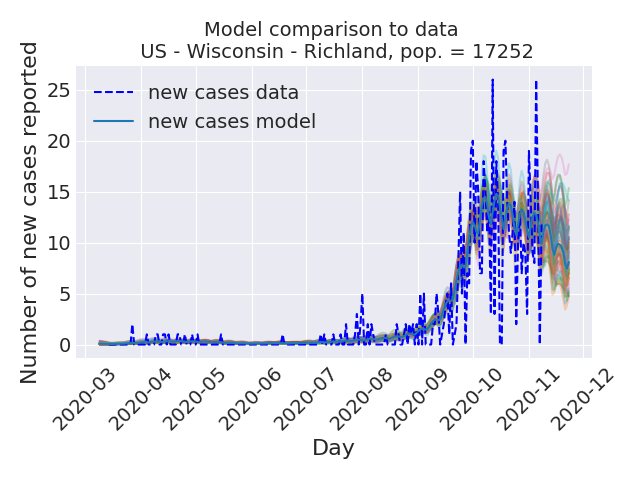 Model comparison to data
US - Wisconsin - Richland, pop. = 17252
Number of new cases reported
25
20
15
10
5
0
new cases data
new cases model
2020-03
2020-04
2020-05
2020-06
2020-07
2020-08
2020-09
2020-10
2020-11
2020-12
Day